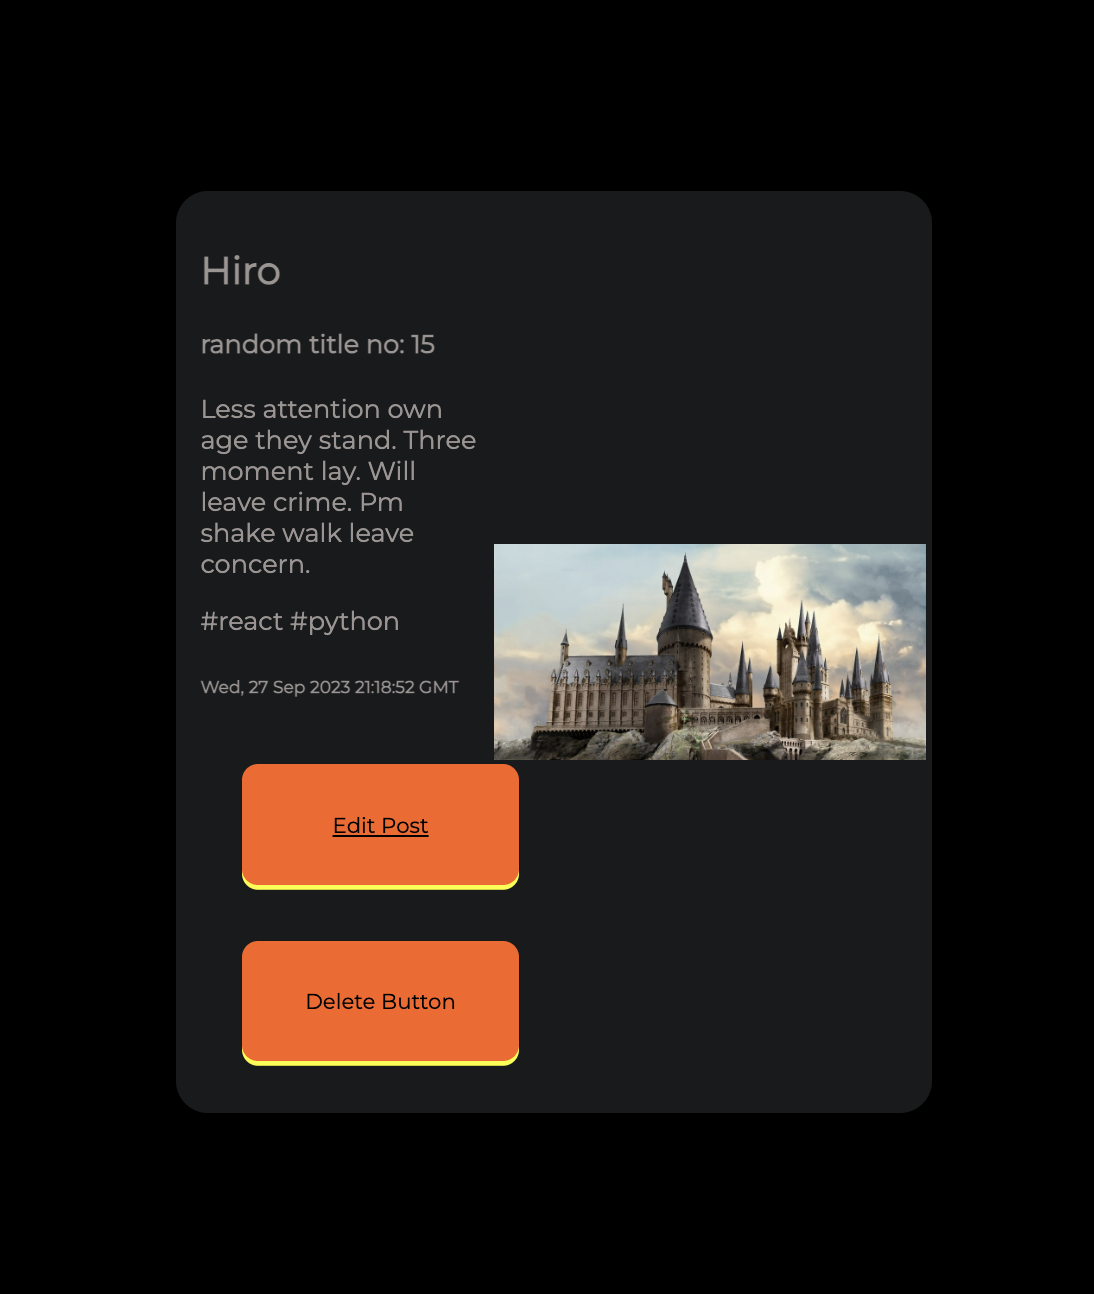 Hiro
random title no: 15
Less attention own
age they stand. Three
moment lay. Will
leave crime. Pm
shake walk leave
concern.
#react #python
Wed, 27 Sep 2023 21:18:52 GMT
Edit Post
Delete Button